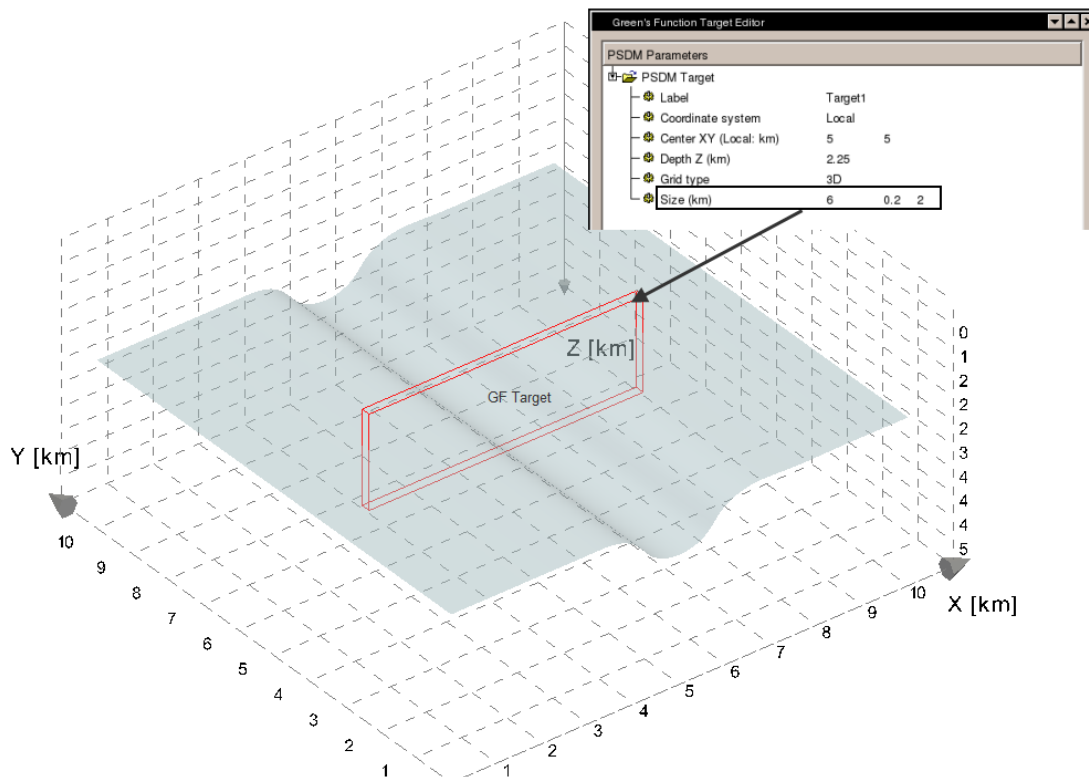 Green's Function Target Editor
PSDM Parameters
PSDM Target
Label Target1
Coordinate system Local
Center XY (Local: km) 5 5
Depth Z (km) 2.25
Grid type 3D
Size (km) 6 0.2 2
Z [km]
GF Target
0
1
2
2
2
3
3
4
4
4
5
Y [km]
10
9
8
7
6
5
4
3
2
1
X [km]
10
9
8
7
6
5
4
3
2
1